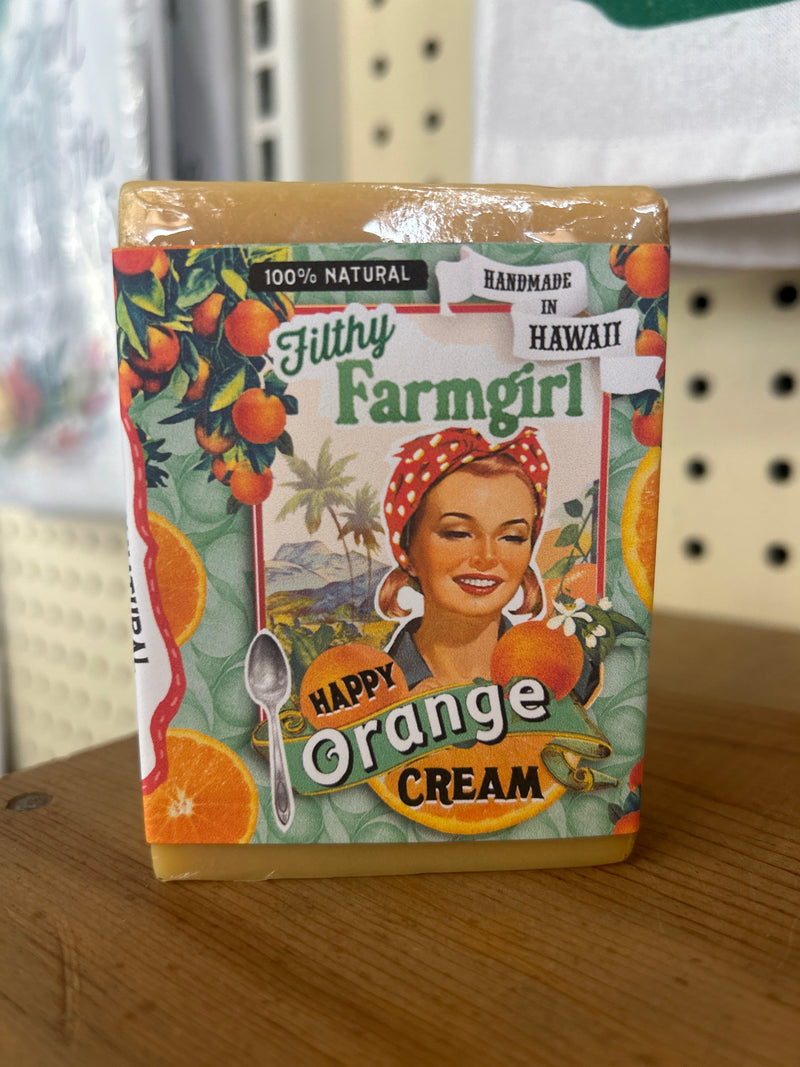 100% NATURAL
HANDMADE
IN
HAWAII
Filthy
Farmgirl
HAPPY
Orange
CREAM